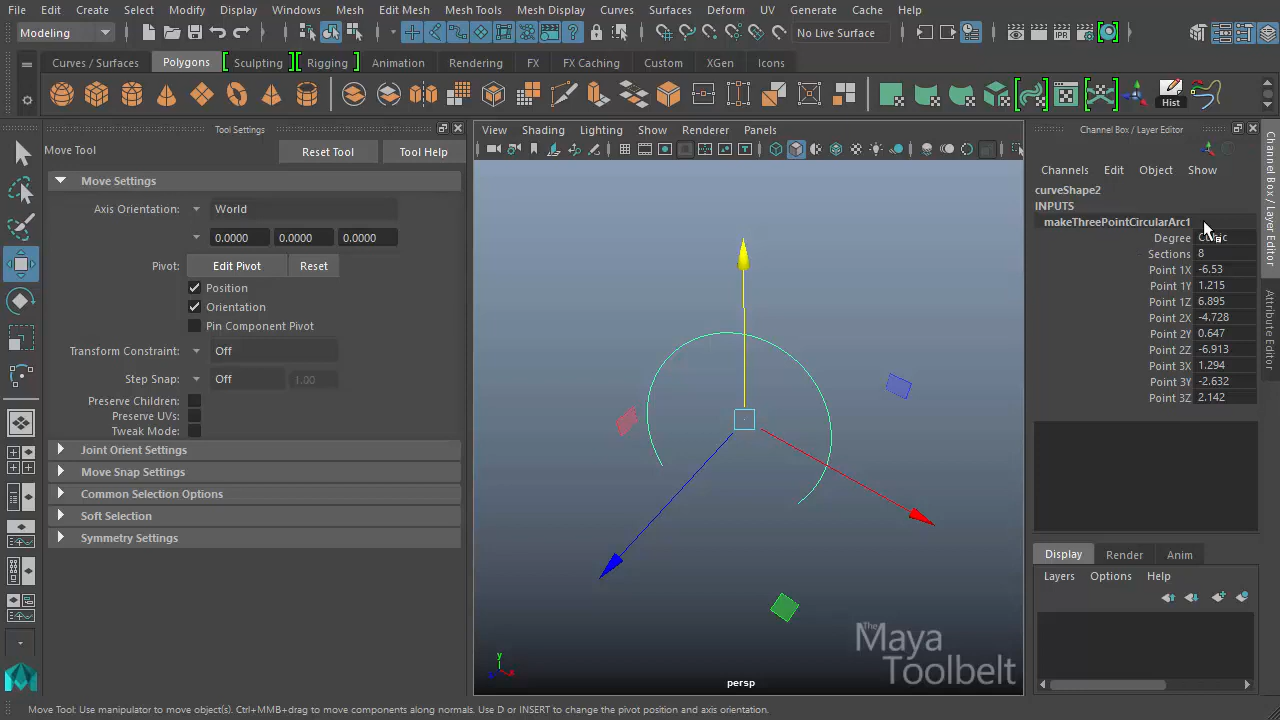 File Edit Create Select Modify Display Windows Mesh Edit Mesh Mesh Tools Mesh Display Curves Surfaces Deform UV Generate Cache Help
Modeling No Live Surface
Curves / Surfaces Polygons Sculpting Rigging Animation Rendering FX FX Caching Custom XGen Icons
Hist
Tool Settings
Move Tool Reset Tool Tool Help
Move Settings
Axis Orientation: World
0.0000 0.0000 0.0000
Pivot: Edit Pivot Reset
Position
Orientation
Pin Component Pivot
Transform Constraint: Off
Step Snap: Off 1.00
Preserve Children:
Preserve UVs:
Tweak Mode:
Joint Orient Settings
Move Snap Settings
Common Selection Options
Soft Selection
Symmetry Settings
View Shading Lighting Show Renderer Panels
IPR
y
x
persp
The
Maya
Toolbelt
Channel Box / Layer Editor
Channels Edit Object Show
curveShape2
INPUTS
makeThreePointCircularArc1
Degree Cubic
Sections 8
Point 1X -6.53
Point 1Y 1.215
Point 1Z 6.895
Point 2X -4.728
Point 2Y 0.647
Point 2Z -6.913
Point 3X 1.294
Point 3Y -2.632
Point 3Z 2.142
Display Render Anim
Layers Options Help
Channel Box / Layer Editor
Attribute Editor
Move Tool: Use manipulator to move object(s). Ctrl+MMB+drag to move components along normals. Use D or INSERT to change the pivot position and axis orientation.